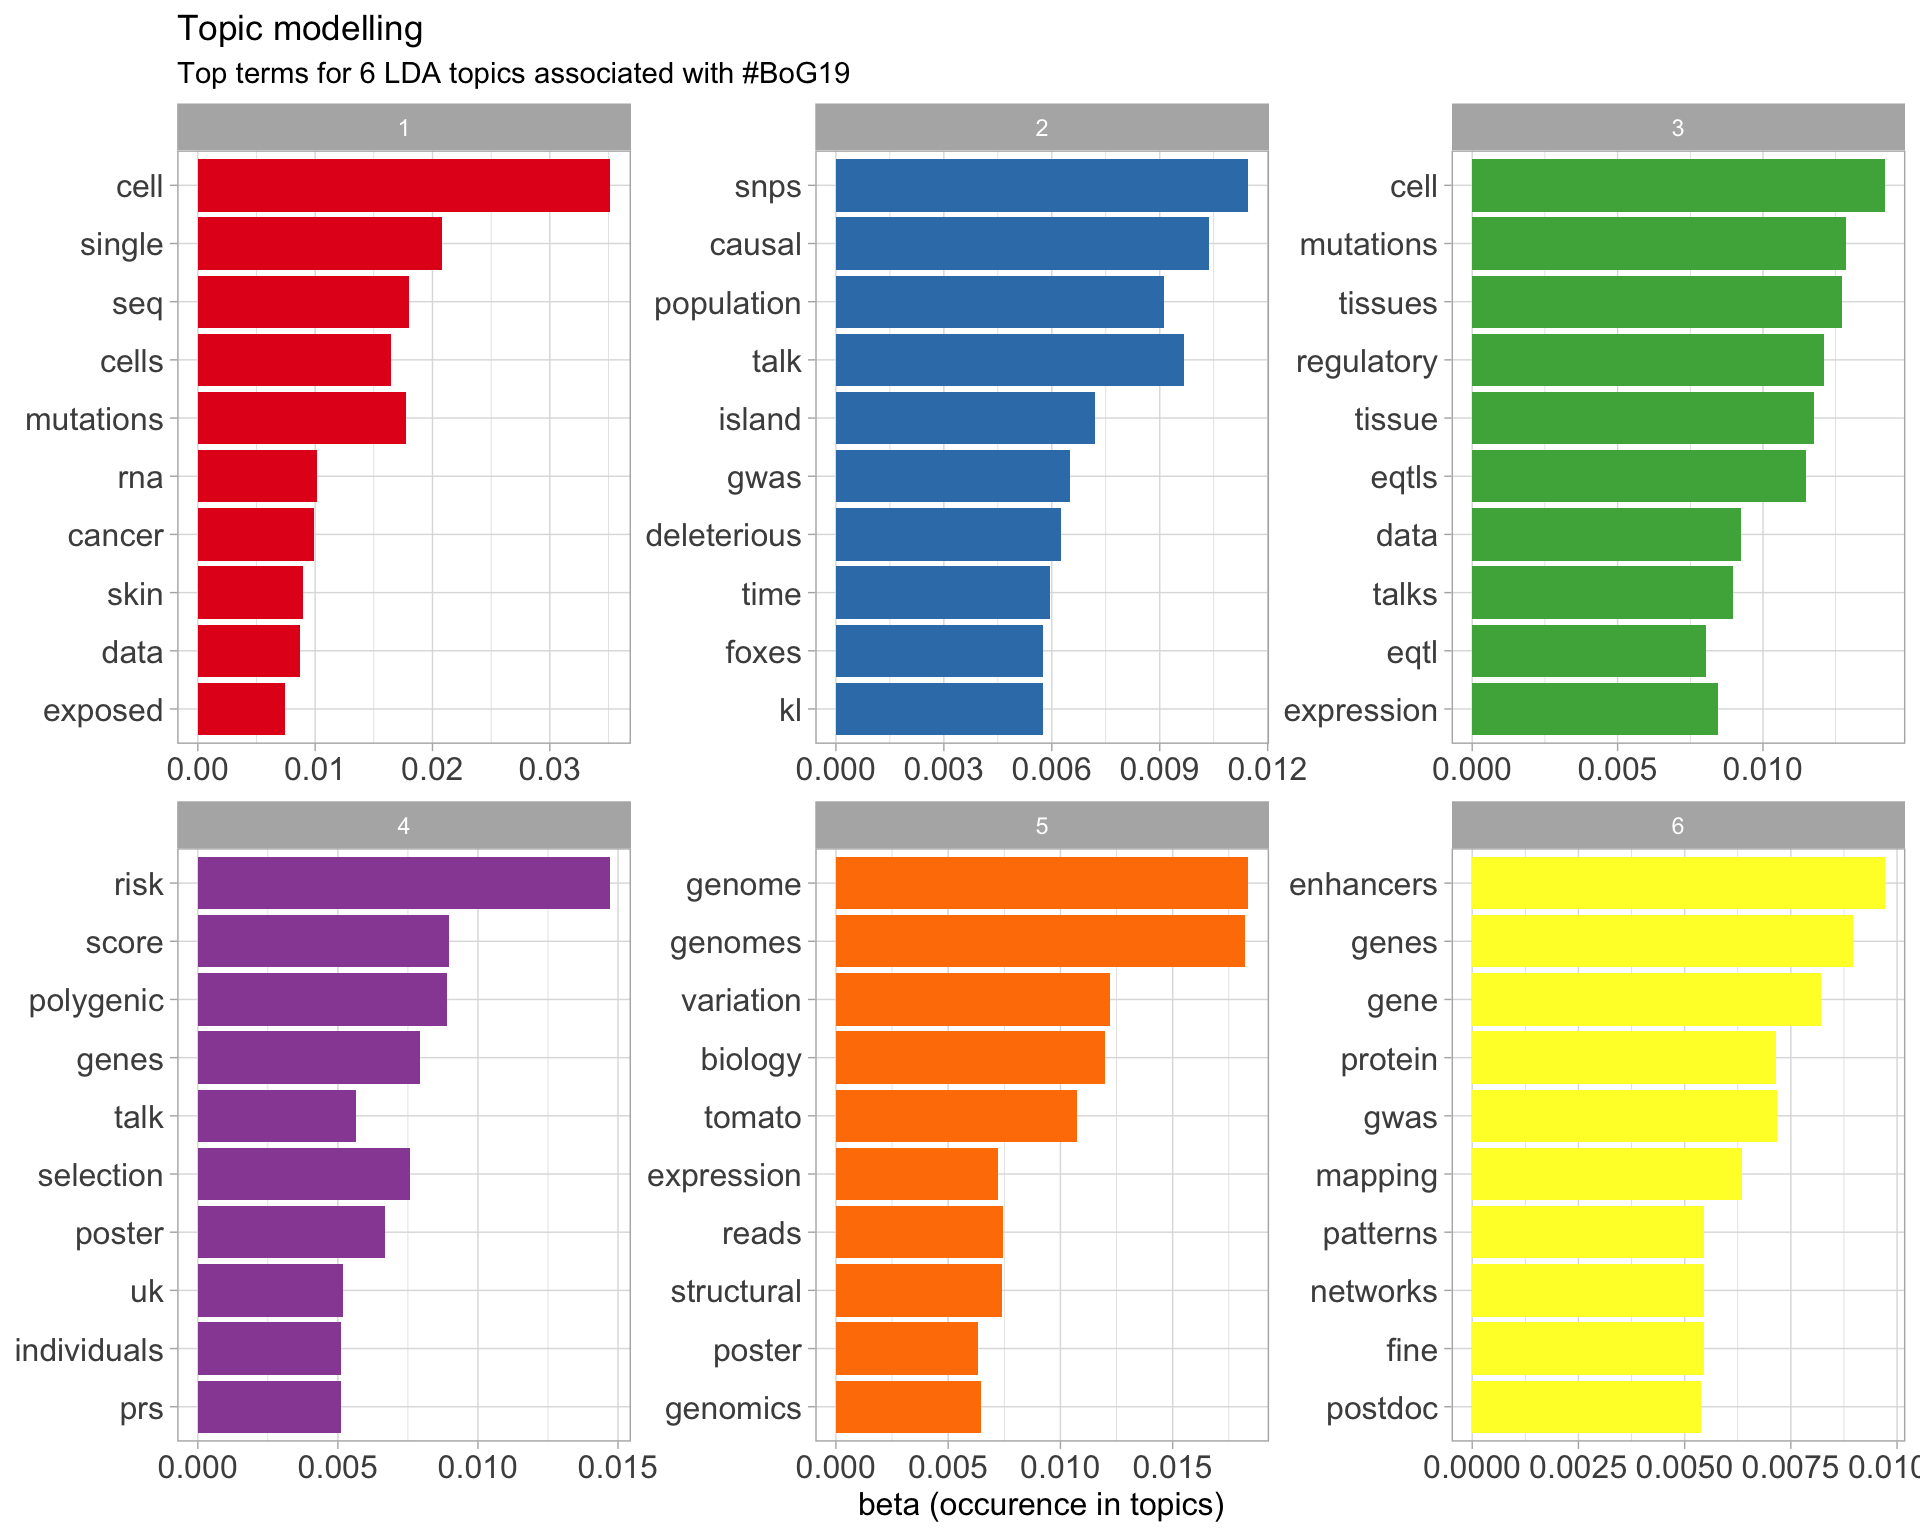 Topic modelling
Top terms for 6 LDA topics associated with #BoG19
1
cell
single
seq
cells
mutations
rna
cancer
skin
data
exposed
0.00 0.01 0.02 0.03
2
snps
causal
population
talk
island
gwas
deleterious
time
foxes
kl
0.000 0.003 0.006 0.009 0.012
3
cell
mutations
tissues
regulatory
tissue
eqtls
data
talks
eqtl
expression
0.000 0.005 0.010
4
risk
score
polygenic
genes
talk
selection
poster
uk
individuals
prs
0.000 0.005 0.010 0.015
5
genome
genomes
variation
biology
tomato
expression
reads
structural
poster
genomics
0.000 0.005 0.010 0.015
6
enhancers
genes
gene
protein
gwas
mapping
patterns
networks
fine
postdoc
0.0000 0.0025 0.0050 0.0075
beta (occurence in topics)